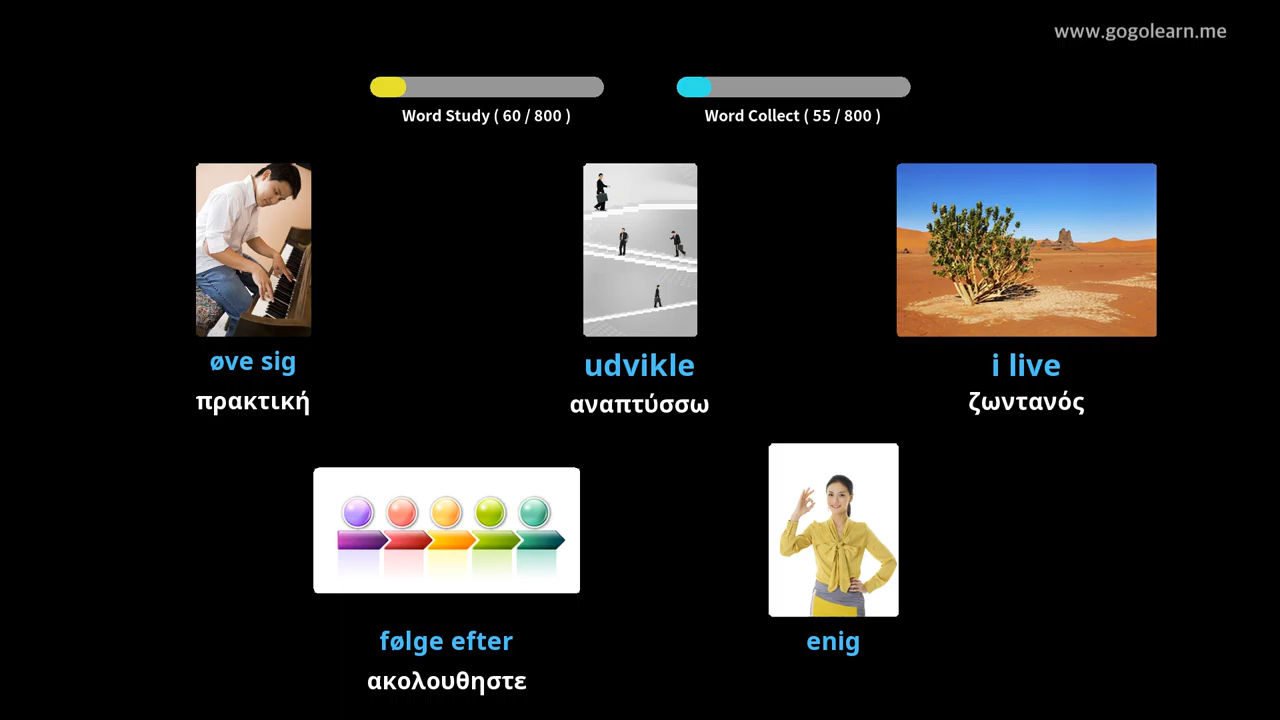 www.gogolearn.me
Word Study ( 60 / 800 )
Word Collect ( 55 / 800 )
øve sig
πρακτική
udvikle
αναπτύσσω
i live
ζωντανός
følge efter
ακολουθηστε
enig